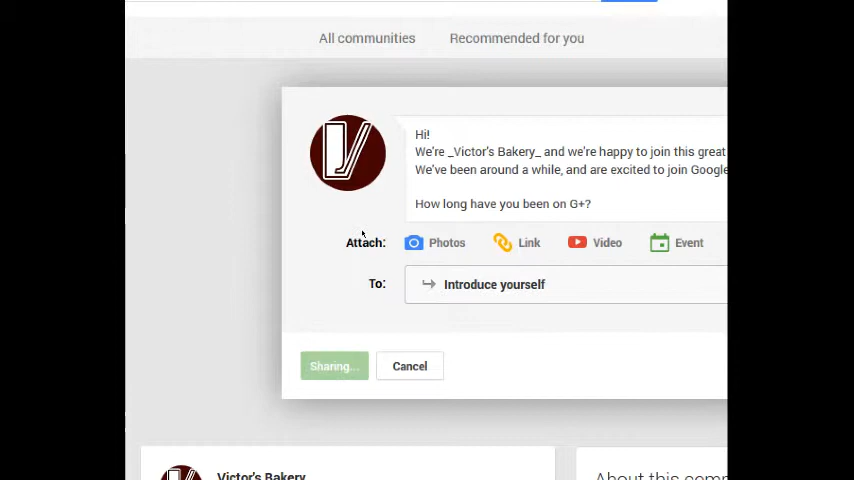 All communities Recommended for you
Hi!
We're _Victor's Bakery_ and we're happy to join this great
We've been around a while, and are excited to join Google
How long have you been on G+?
Attach: Photos Link Video Event
To: Introduce yourself
Sharing... Cancel
Victor's Bakery
About this